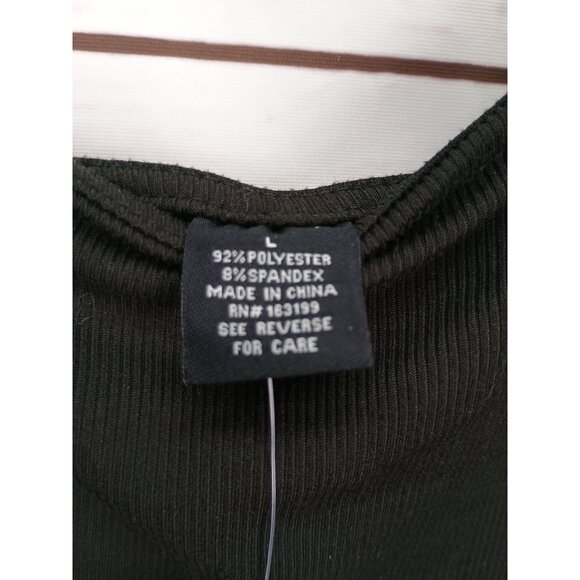 L
92%POLYESTER
8%SPANDEX
MADE IN CHINA
RN# 163199
SEE REVERSE
FOR CARE